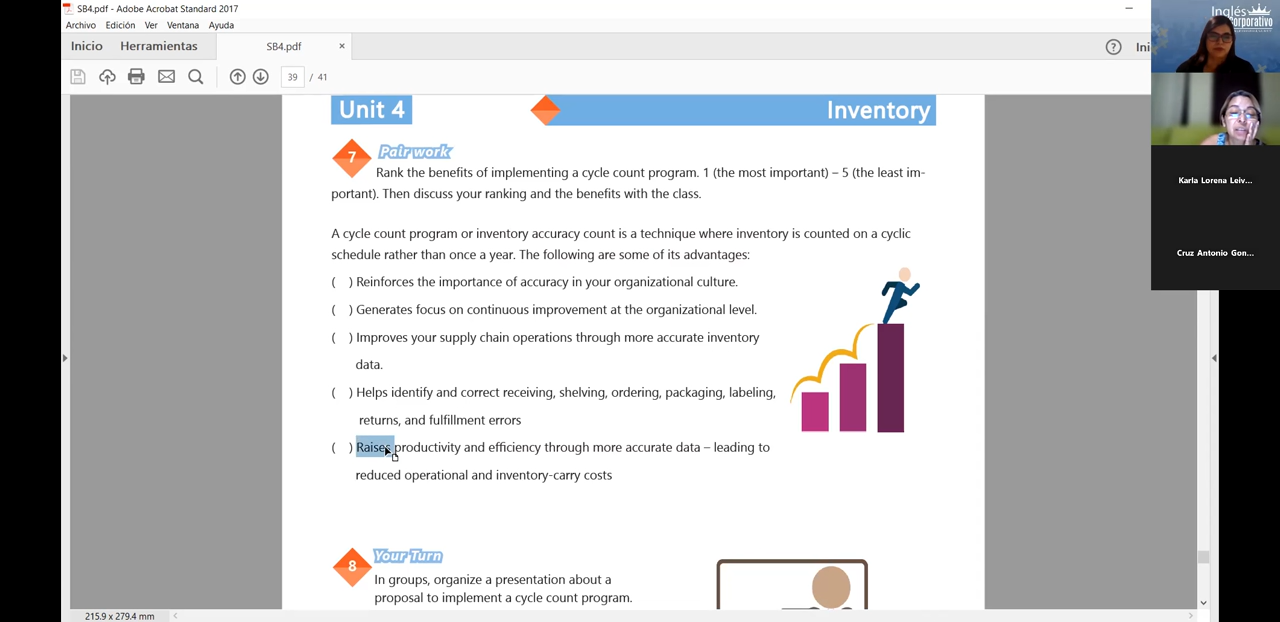 SB4.pdf - Adobe Acrobat Standard 2017
Archivo Edición Ver Ventana Ayuda
Inicio Herramientas SB4.pdf × ? Ini
39 / 41
Inglés
Corporativo
Karla Lorena Leiv...
Cruz Antonio Gon...
Unit 4 Inventory
7 Pair work
Rank the benefits of implementing a cycle count program. 1 (the most important) – 5 (the least im-
portant). Then discuss your ranking and the benefits with the class.
A cycle count program or inventory accuracy count is a technique where inventory is counted on a cyclic
schedule rather than once a year. The following are some of its advantages:
( ) Reinforces the importance of accuracy in your organizational culture.
( ) Generates focus on continuous improvement at the organizational level.
( ) Improves your supply chain operations through more accurate inventory
data.
( ) Helps identify and correct receiving, shelving, ordering, packaging, labeling,
returns, and fulfillment errors
( ) Raises productivity and efficiency through more accurate data – leading to
reduced operational and inventory-carry costs
8 Your Turn
In groups, organize a presentation about a
proposal to implement a cycle count program.
215.9 x 279.4 mm